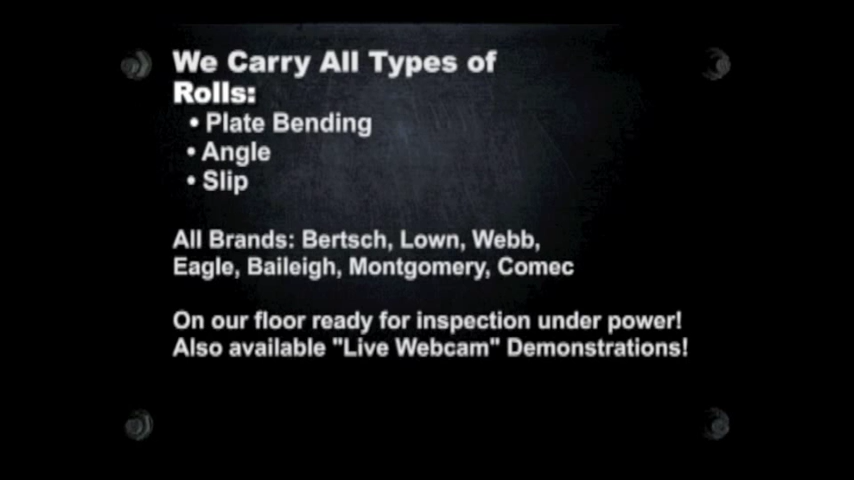 We Carry All Types of
Rolls:
• Plate Bending
• Angle
• Slip
All Brands: Bertsch, Lown, Webb,
Eagle, Baileigh, Montgomery, Comec
On our floor ready for inspection under power!
Also available "Live Webcam" Demonstrations!